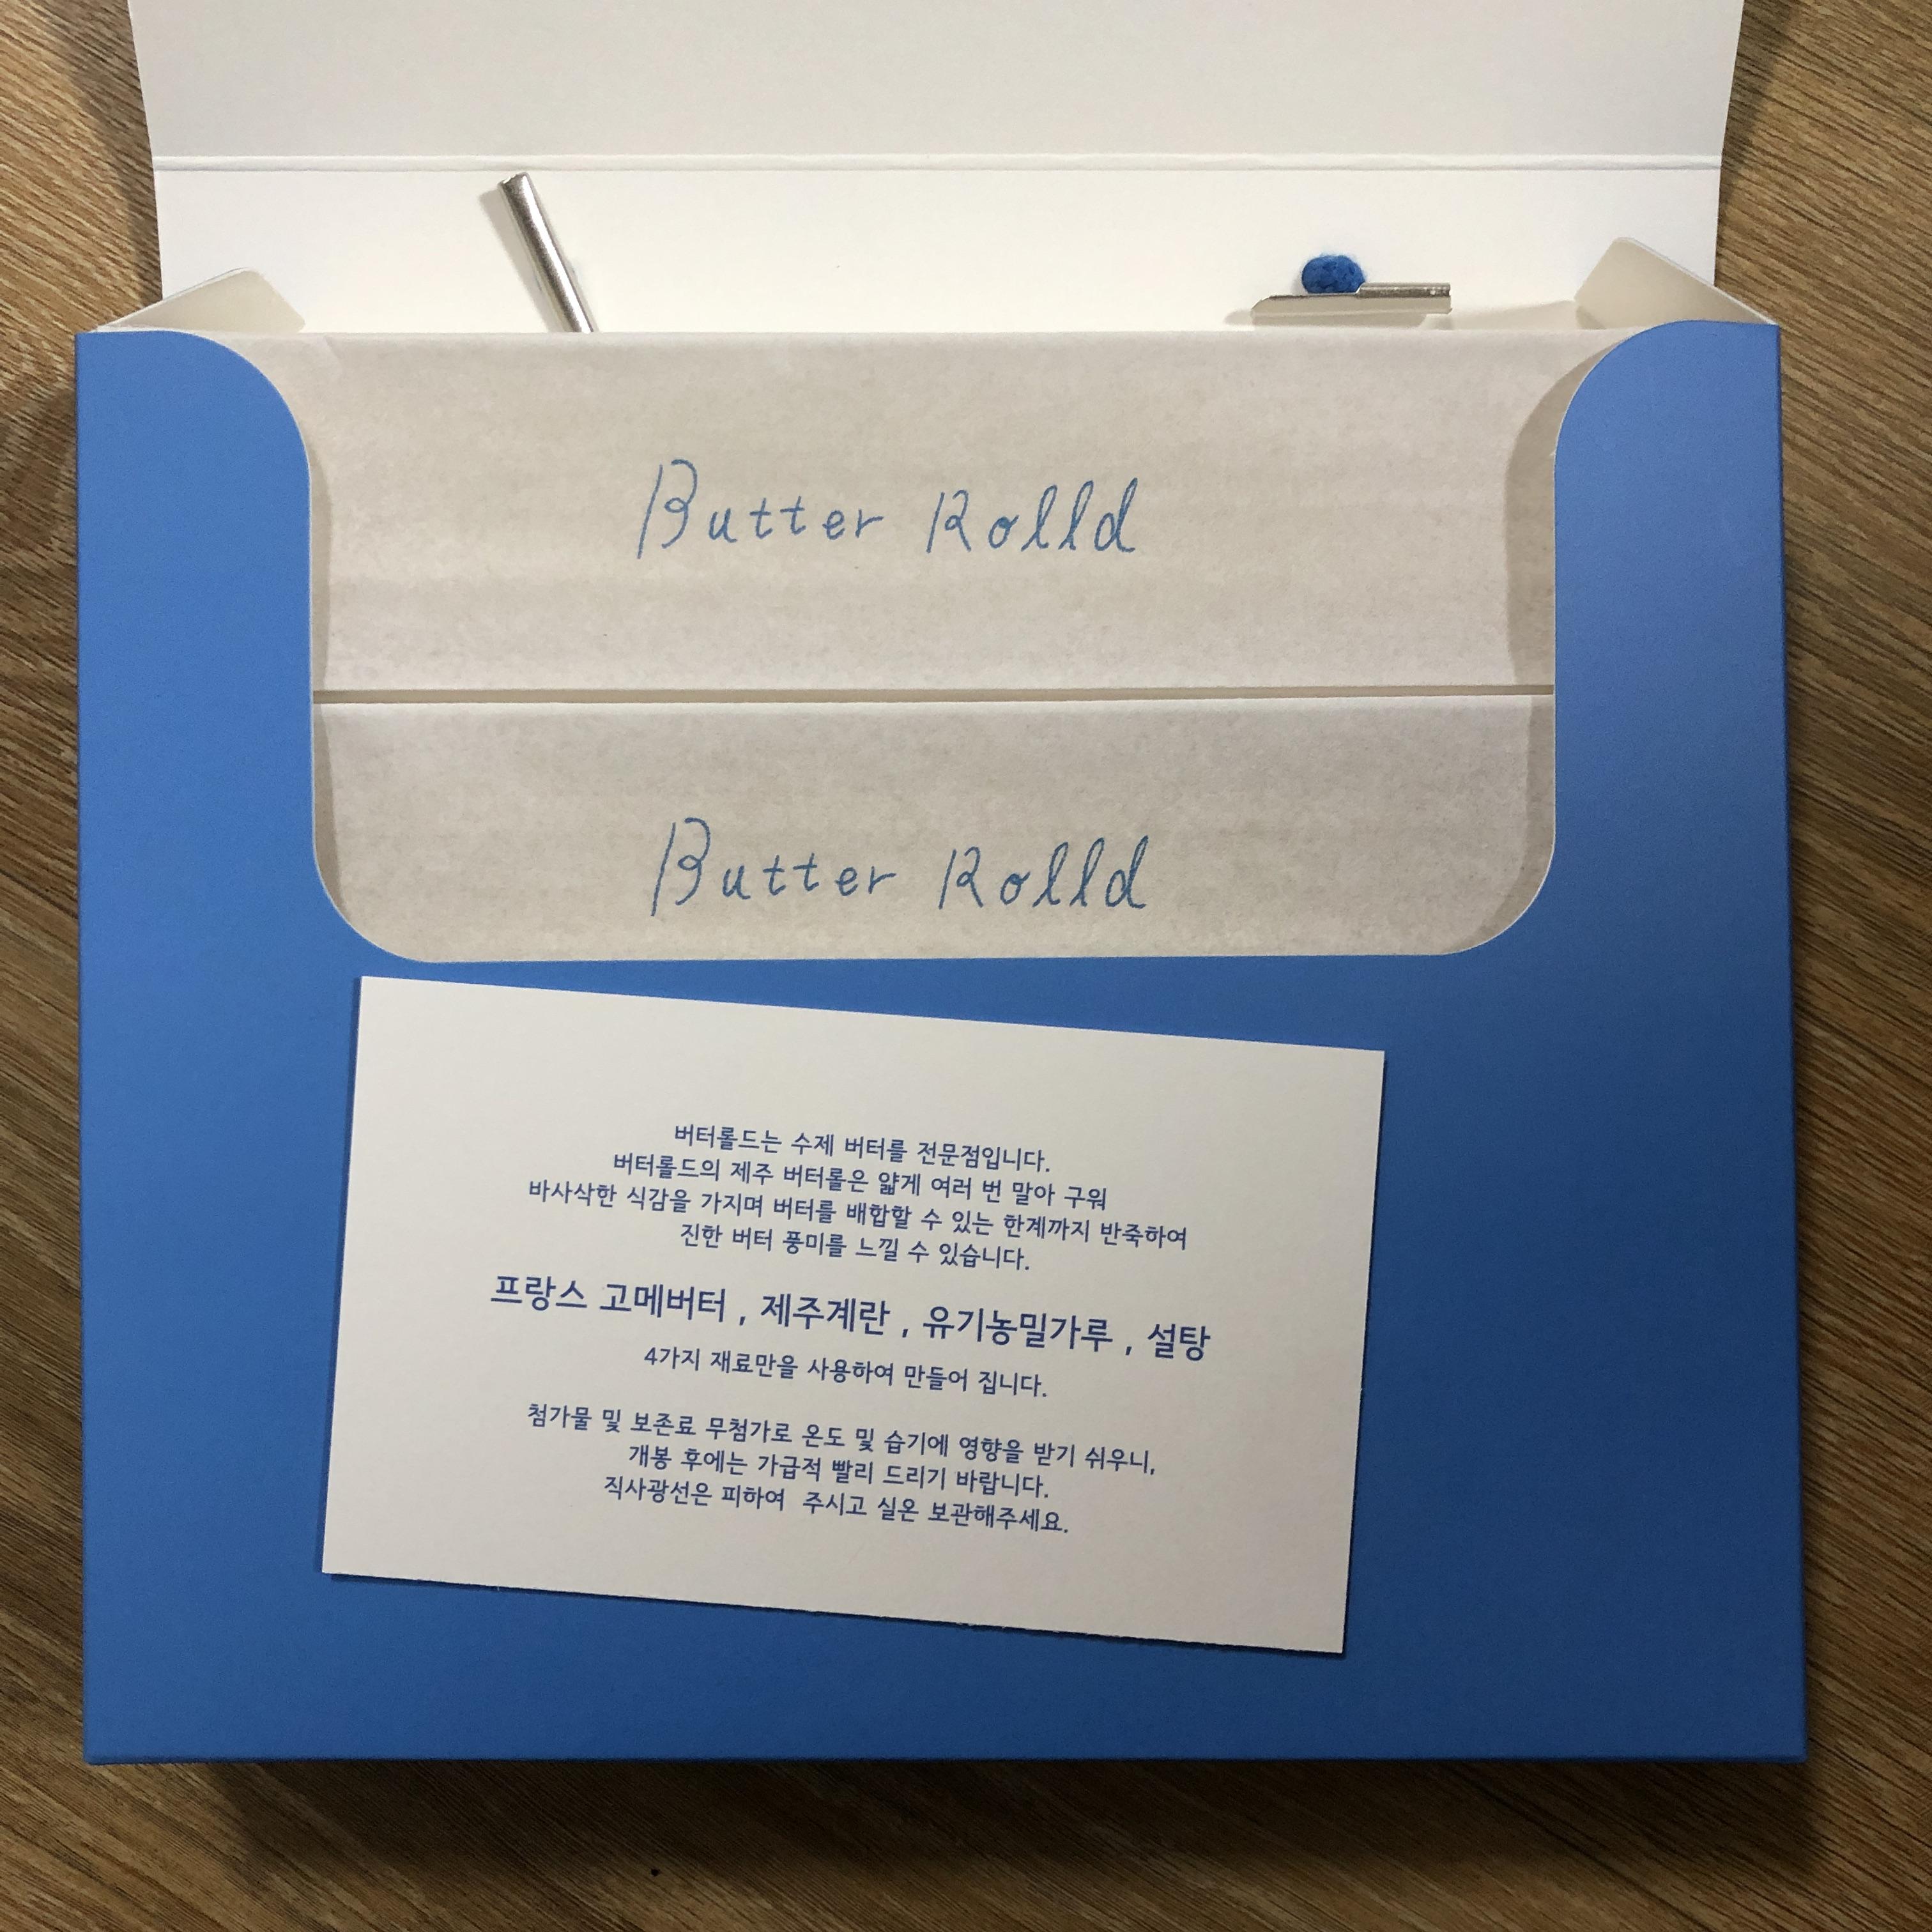 Butter Rolld
Butter Rolld
버터롤드는 수제 버터롤 전문점입니다.
버터롤드의 제주 버터롤은 얇게 여러 번 말아 구워
바사삭한 식감을 가지며 버터를 배합할 수 있는 한계까지 반죽하여
진한 버터 풍미를 느낄 수 있습니다.
프랑스 고메버터 , 제주계란 , 유기농밀가루 , 설탕
4가지 재료만을 사용하여 만들어 집니다.
첨가물 및 보존료 무첨가로 온도 및 습기에 영향을 받기 쉬우니,
개봉 후에는 가급적 빨리 드리기 바랍니다.
직사광선은 피하여 주시고 실온 보관해주세요.